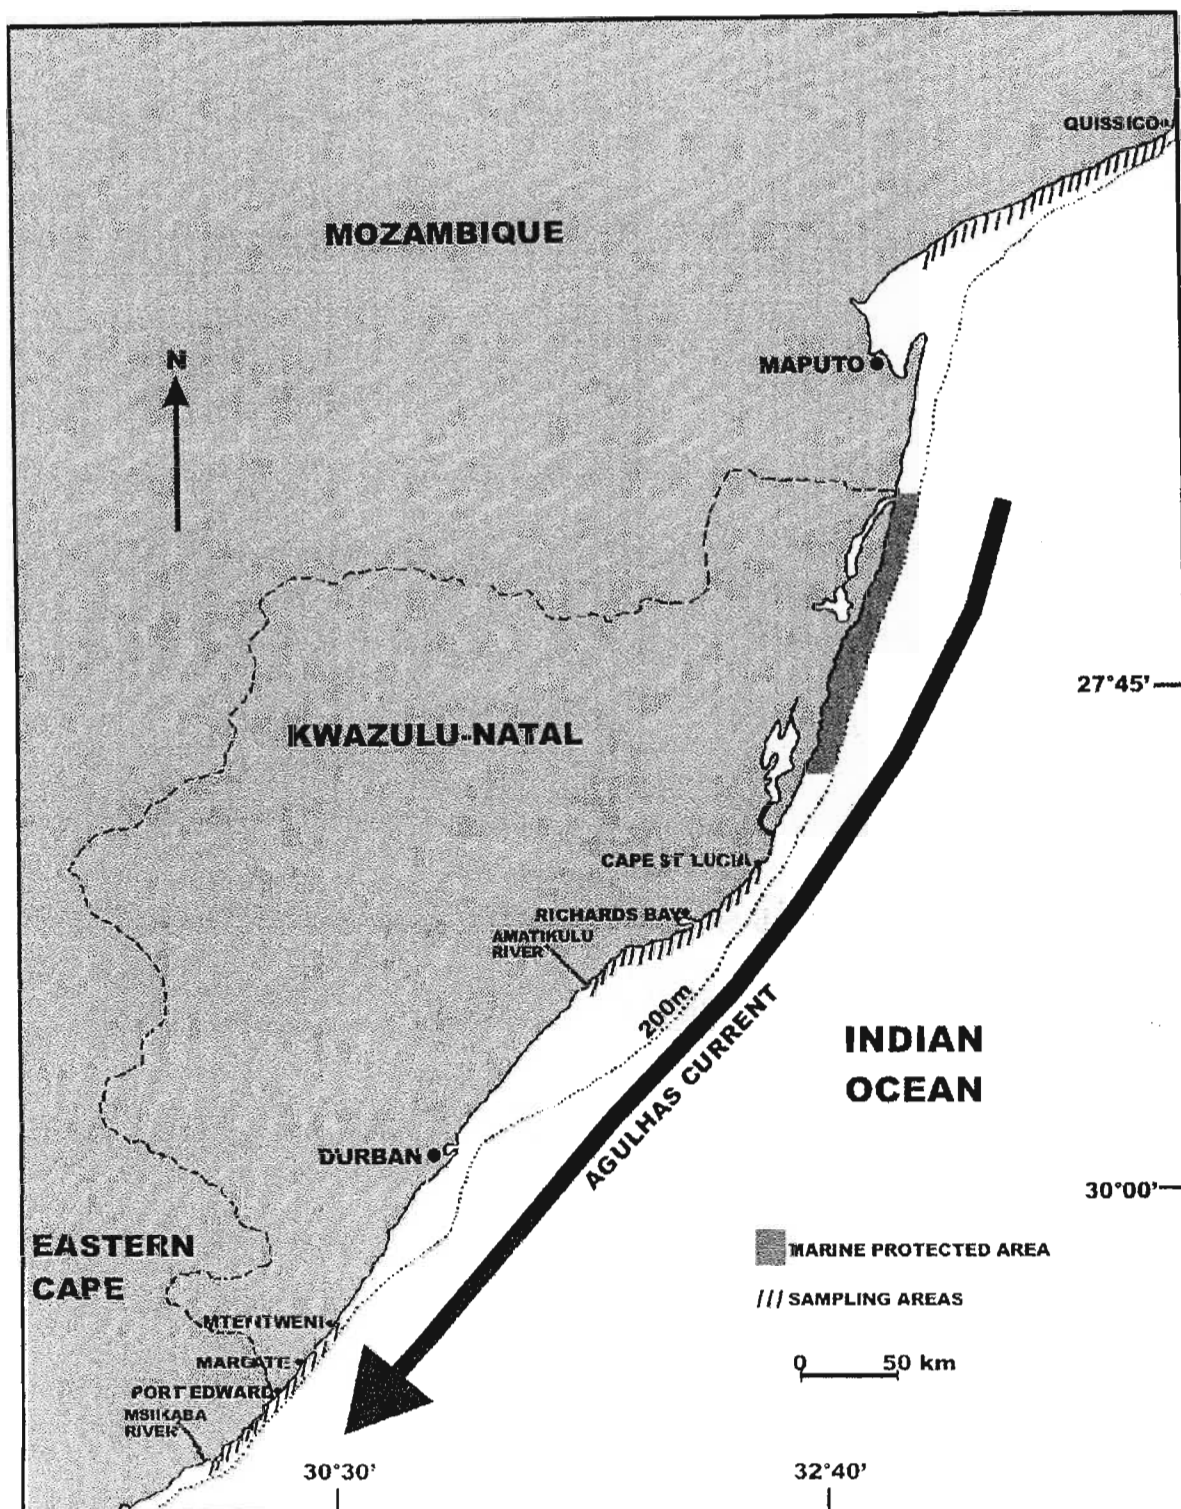 QUISSICO
MOZAMBIQUE
N
MAPUTO
27°45'
KWAZULU-NATAL
CAPE ST LUCIA
RICHARDS BAY
AMATIKULU
RIVER
200m
AGULHAS CURRENT
INDIAN
OCEAN
DURBAN
30°00'
EASTERN
CAPE
MARINE PROTECTED AREA
/// SAMPLING AREAS
MTENTWENI
MARGATE
0 50 km
PORT EDWARD
MSIKABA
RIVER
30°30'
32°40'